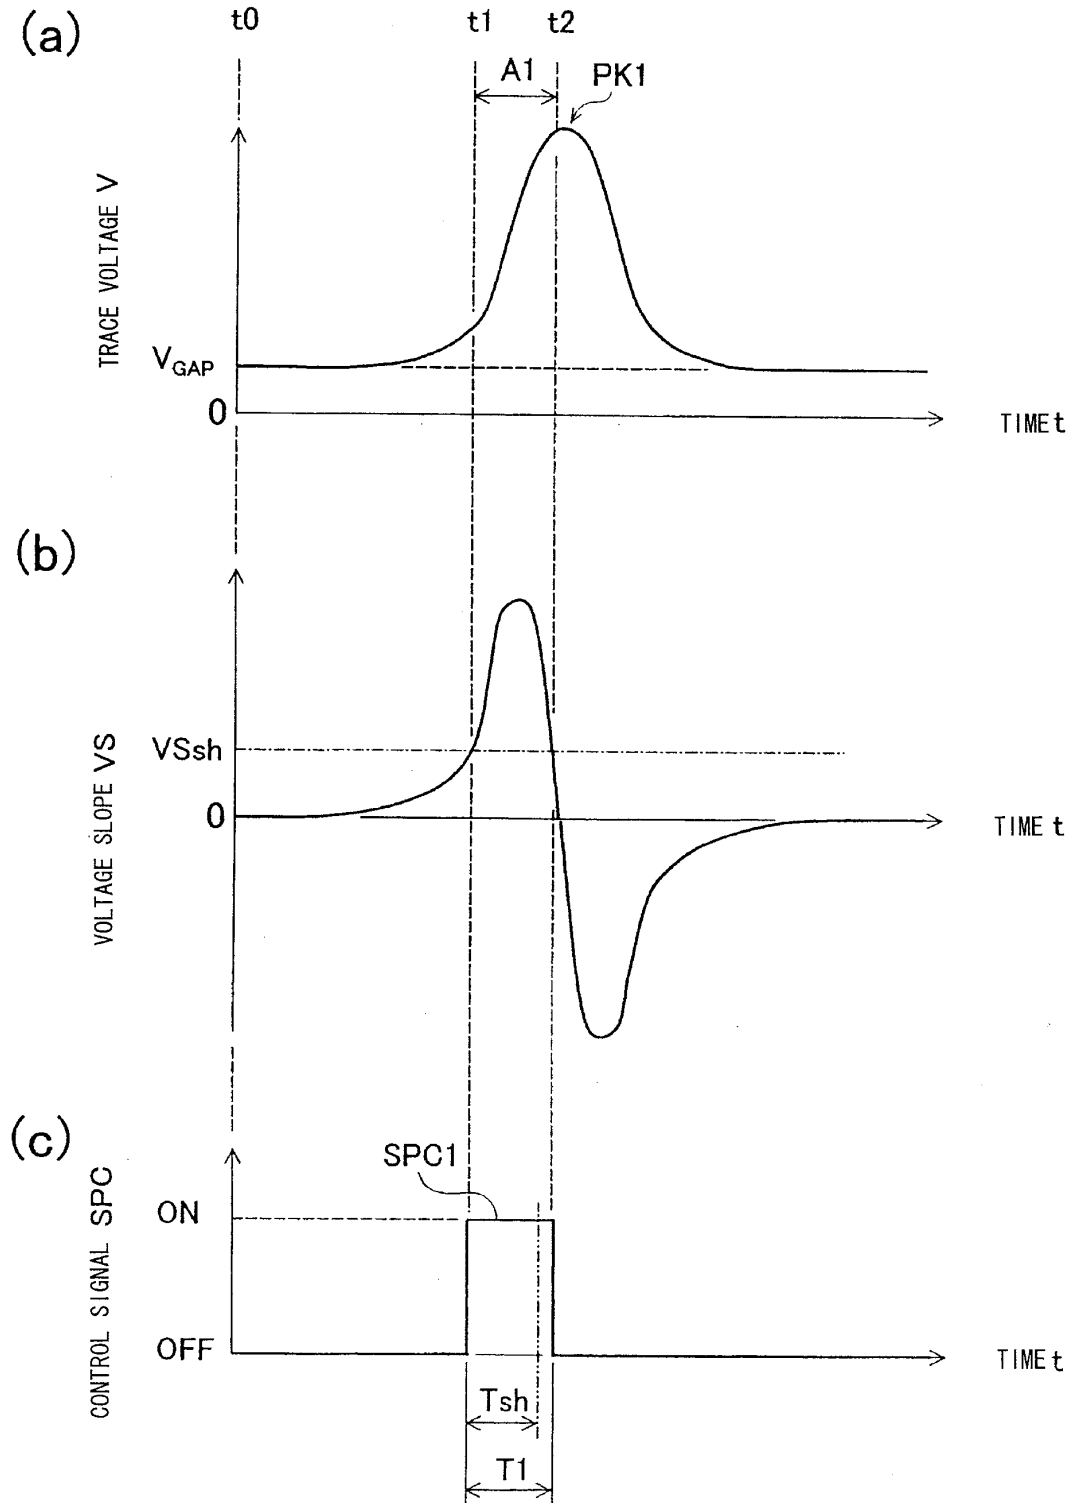 (a)
t0
t1
t2
A1
PK1
TRACE VOLTAGE V
VGAP
0
TIME t
(b)
VOLTAGE SLOPE VS
VSsh
0
TIME t
(c)
CONTROL SIGNAL SPC
SPC1
ON
OFF
TIME t
Tsh
T1